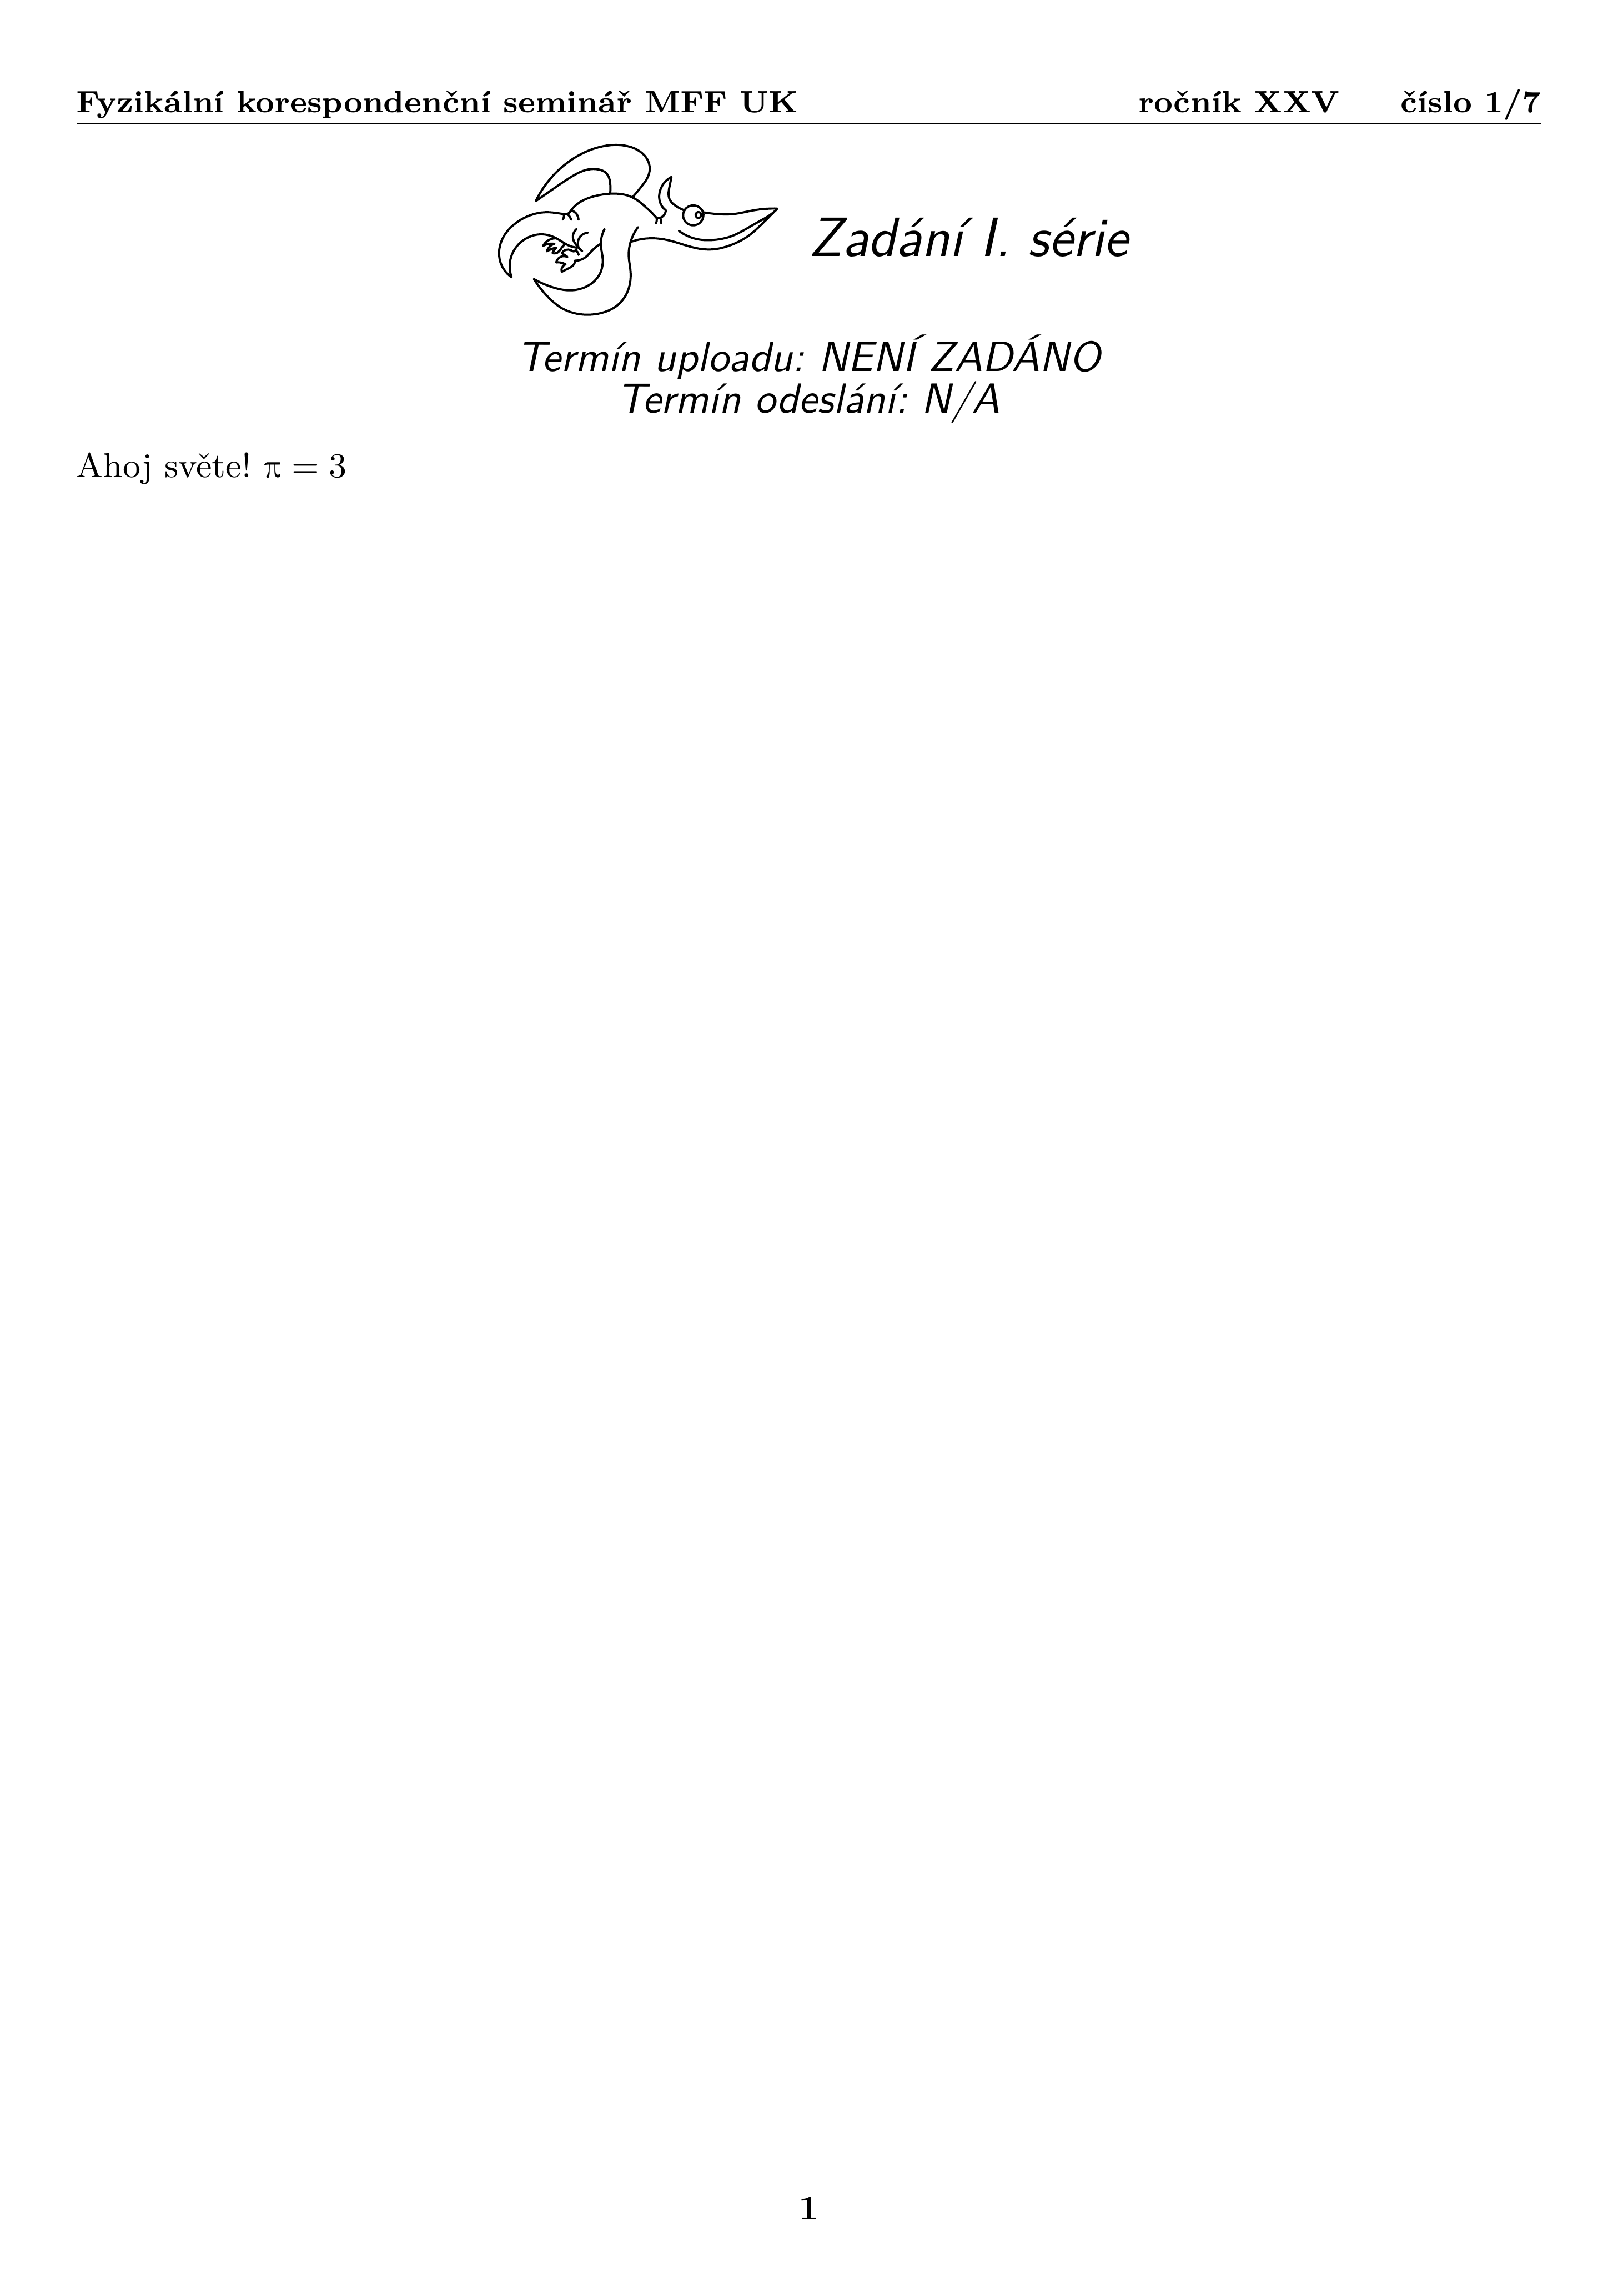 Fyzikální korespondenční seminář MFF UK ročník XXV číslo 1/7
Zadání I. série
Termín uploadu: NENÍ ZADÁNO
Termín odeslání: N/A
Ahoj světe! π = 3
1